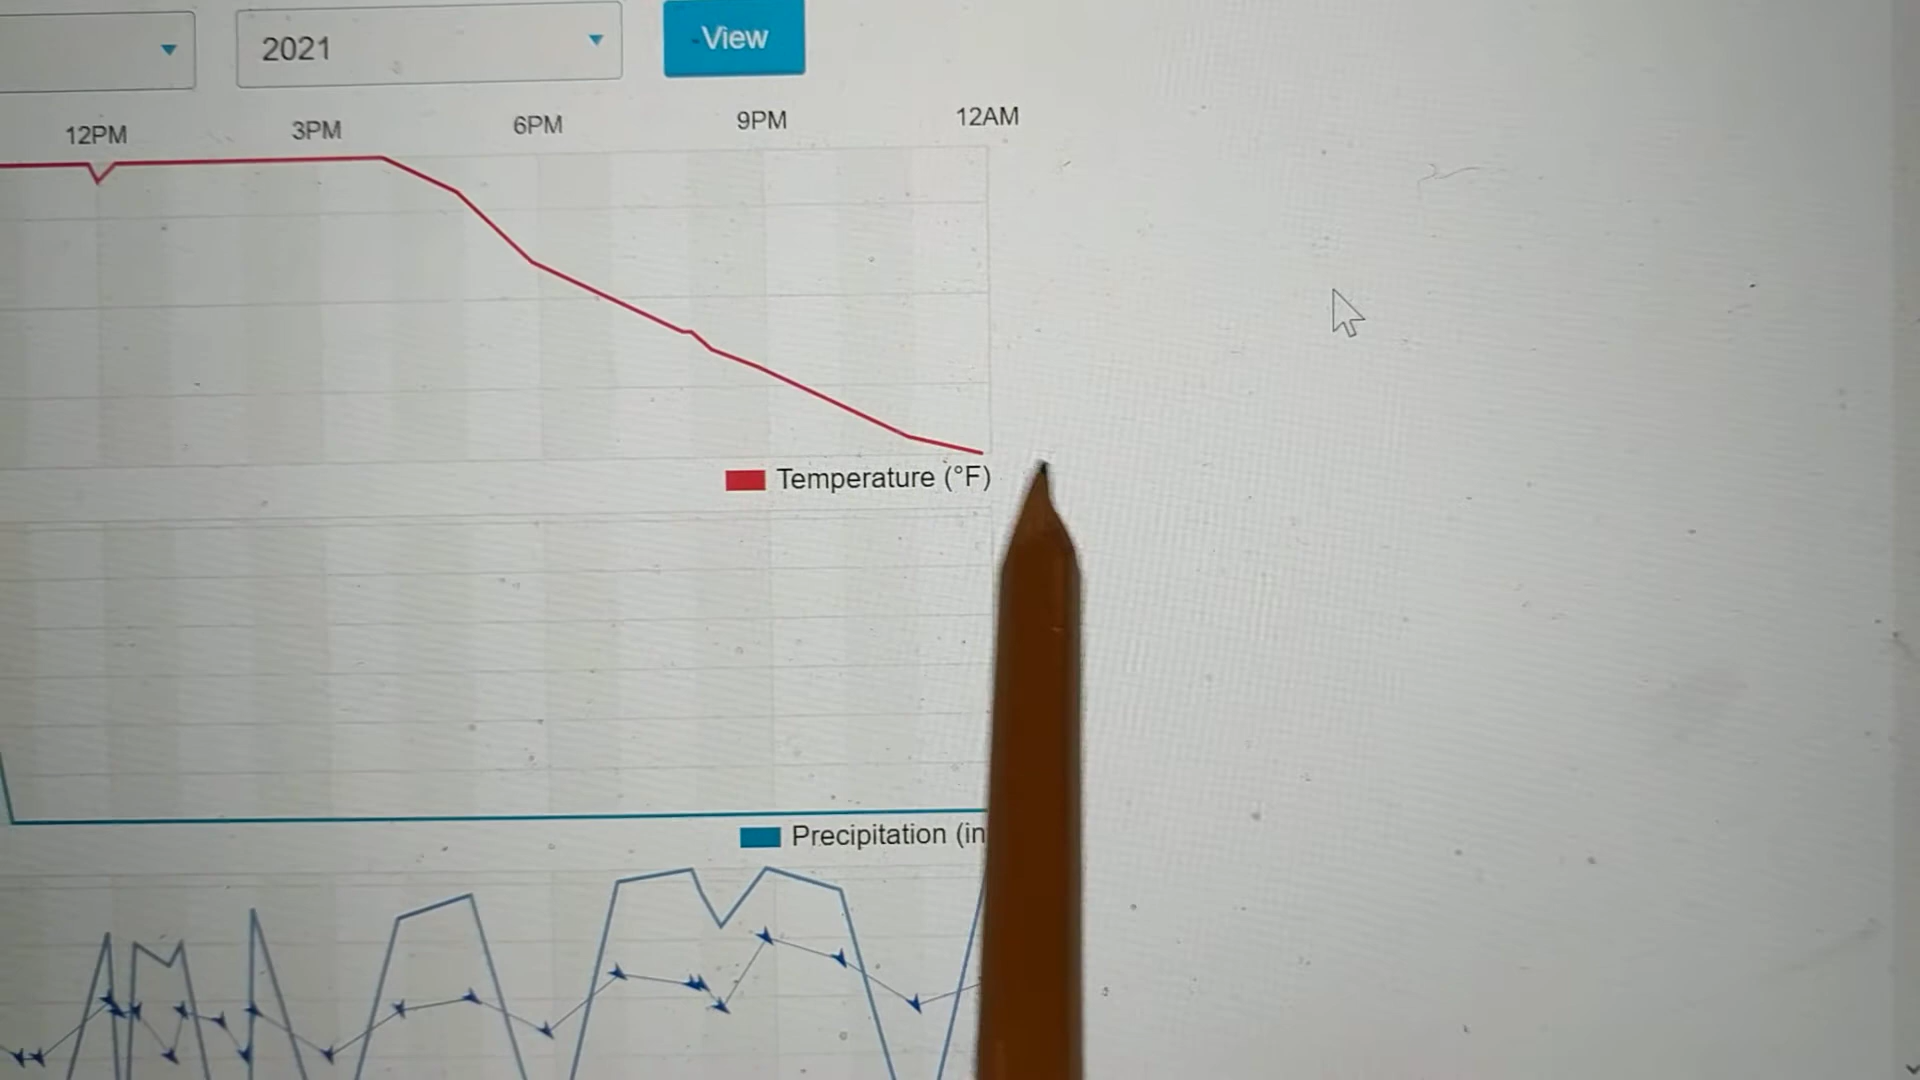 2021
View
12PM 3PM 6PM 9PM 12AM
Temperature (°F)
Precipitation (in